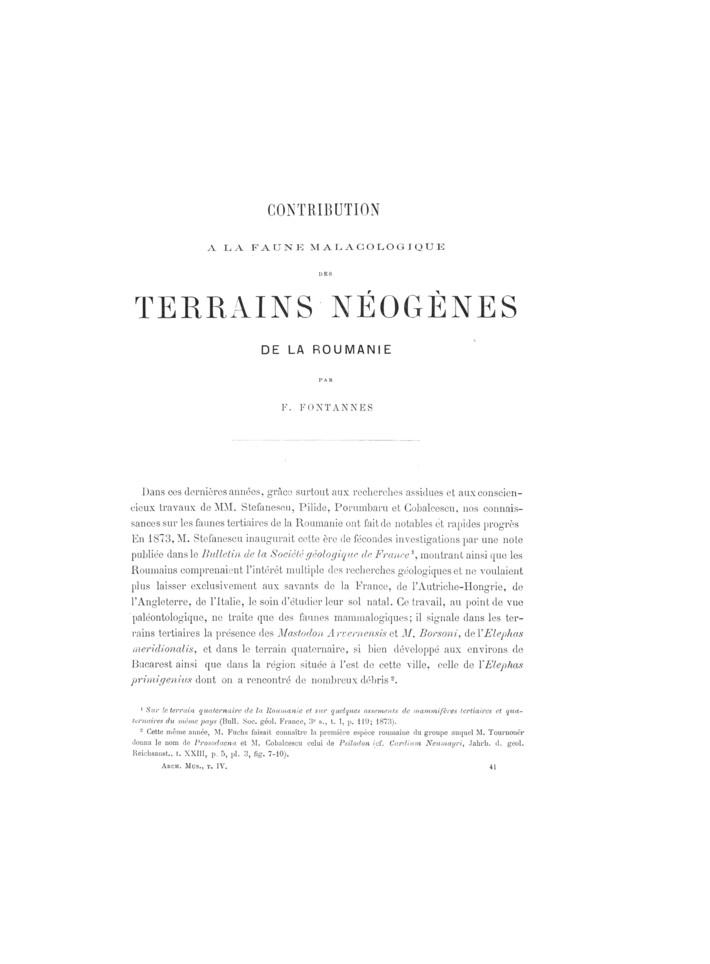 CONTRIBUTION
A LA FAUNE MALACOLOGIQUE
DES
TERRAINS NÉOGÈNES
DE LA ROUMANIE
PAR
F. FONTANNES
Dans ces dernières années, grâce surtout aux recherches assidues et aux conscien-
cieux travaux de MM. Stefanescu, Pilide, Porumbaru et Cobalcescu, nos connais-
sances sur les faunes tertiaires de la Roumanie ont fait de notables et rapides progrès
En 1873, M. Stefanescu inaugurait cette ère de fécondes investigations par une note
publiée dans le Bulletin de la Société géologique de France ¹, montrant ainsi que les
Roumains comprenaient l'intérêt multiple des recherches géologiques et ne voulaient
plus laisser exclusivement aux savants de la France, de l'Autriche-Hongrie, de
l'Angleterre, de l'Italie, le soin d'étudier leur sol natal. Ce travail, au point de vue
paléontologique, ne traite que des faunes mammalogiques; il signale dans les ter-
rains tertiaires la présence des Mastodon Arvernensis et M. Borsoni, de l'Elephas
meridionalis, et dans le terrain quaternaire, si bien développé aux environs de
Bucarest ainsi que dans la région située à l'est de cette ville, celle de l'Elephas
primigenius dont on a rencontré de nombreux débris ².
¹ Sur le terrain quaternaire de la Roumanie et sur quelques ossements de mammifères tertiaires et qua-
ternaires du même pays (Bull. Soc. géol. France, 3ᵉ s., t. I, p. 119; 1873).
² Cette même année, M. Fuchs faisait connaître la première espèce roumaine du groupe auquel M. Tournouër
donna le nom de Prosodacna et M. Cobalcescu celui de Psilodon (cf. Cardium Neumayri, Jahrb. d. geol.
Reichsanst., t. XXIII, p. 5, pl. 3, fig. 7-10).
ARCH. MUS., T. IV. 41